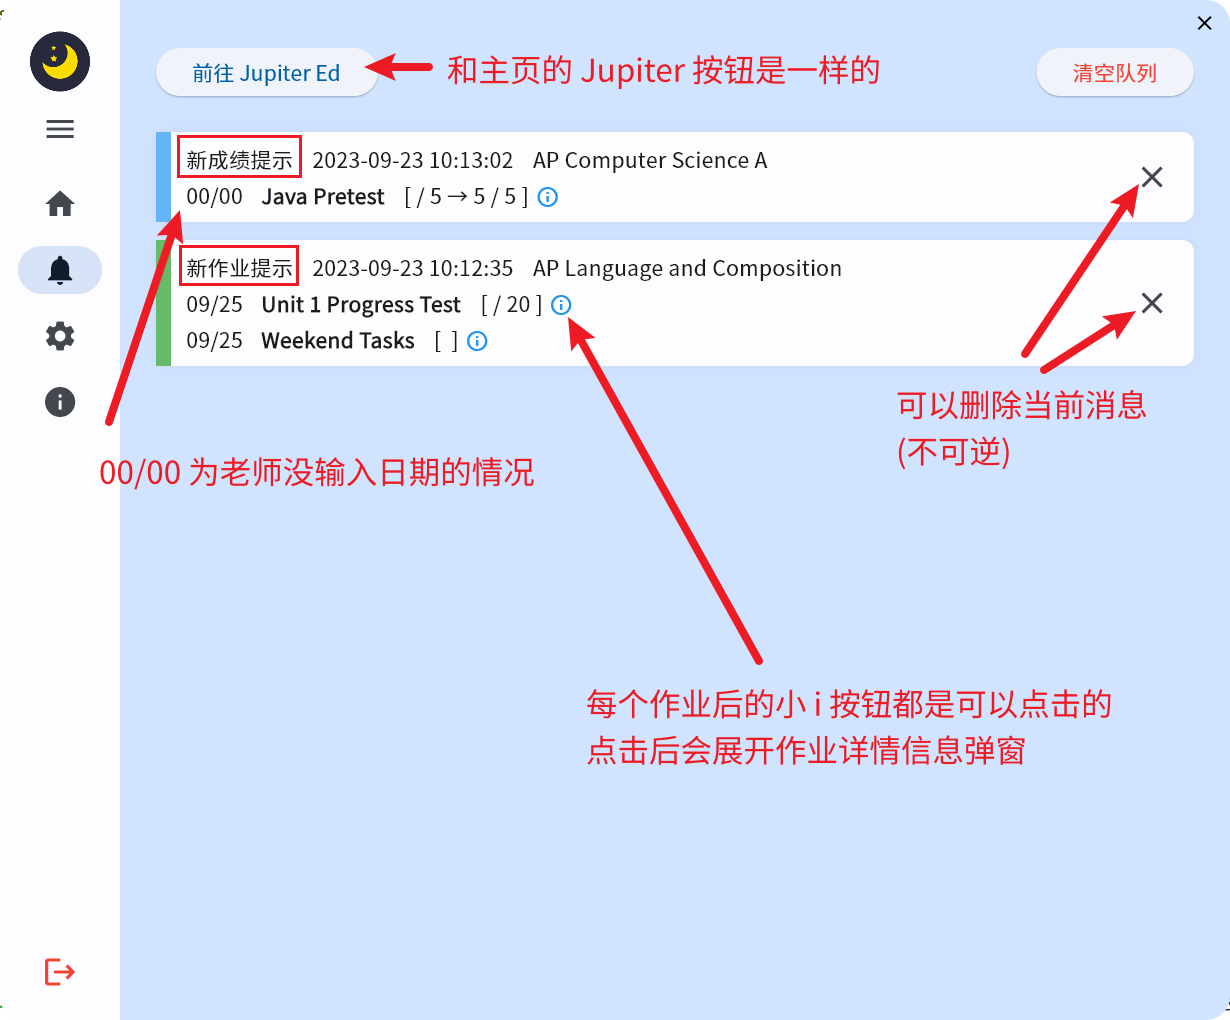 前往 Jupiter Ed
和主页的 Jupiter 按钮是一样的
清空队列
新成绩提示 2023-09-23 10:13:02 AP Computer Science A
00/00 Java Pretest [ / 5 → 5 / 5 ]
新作业提示 2023-09-23 10:12:35 AP Language and Composition
09/25 Unit 1 Progress Test [ / 20 ]
09/25 Weekend Tasks [ ]
可以删除当前消息
(不可逆)
00/00 为老师没输入日期的情况
每个作业后的小 i 按钮都是可以点击的
点击后会展开作业详情信息弹窗